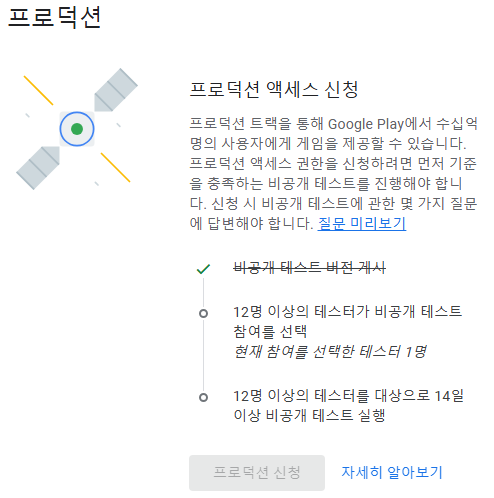 프로덕션
프로덕션 액세스 신청
프로덕션 트랙을 통해 Google Play에서 수십억
명의 사용자에게 게임을 제공할 수 있습니다.
프로덕션 액세스 권한을 신청하려면 먼저 기준
을 충족하는 비공개 테스트를 진행해야 합니
다. 신청 시 비공개 테스트에 관한 몇 가지 질문
에 답변해야 합니다. 질문 미리보기
비공개 테스트 버전 게시
12명 이상의 테스터가 비공개 테스트
참여를 선택
현재 참여를 선택한 테스터 1명
12명 이상의 테스터를 대상으로 14일
이상 비공개 테스트 실행
프로덕션 신청
자세히 알아보기